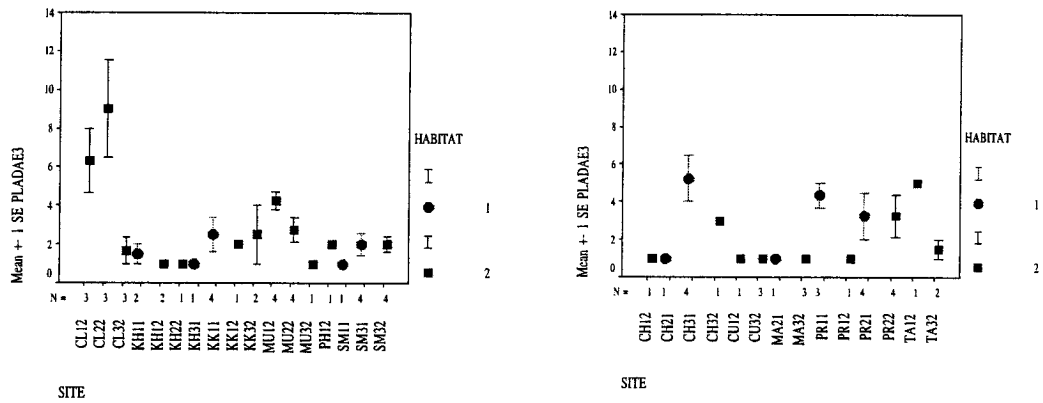 14
12
10
8
6
4
2
0
Mean +- 1 SE PLADAE3
N = 3 3 3 2 2 1 1 4 1 2 4 4 1 1 1 4 4
CL12
CL22
CL32
KH11
KH12
KH22
KH31
KK11
KK12
KK32
MU12
MU22
MU32
PH12
SM11
SM31
SM32
SITE
HABITAT
1
2
14
12
10
8
6
4
2
0
Mean +- 1 SE PLADAE3
N = 1 1 4 1 1 3 1 3 3 1 4 4 1 2
CH12
CH21
CH31
CH32
CU12
CU32
MA21
MA32
PR11
PR12
PR21
PR22
TA12
TA32
SITE
HABITAT
1
2